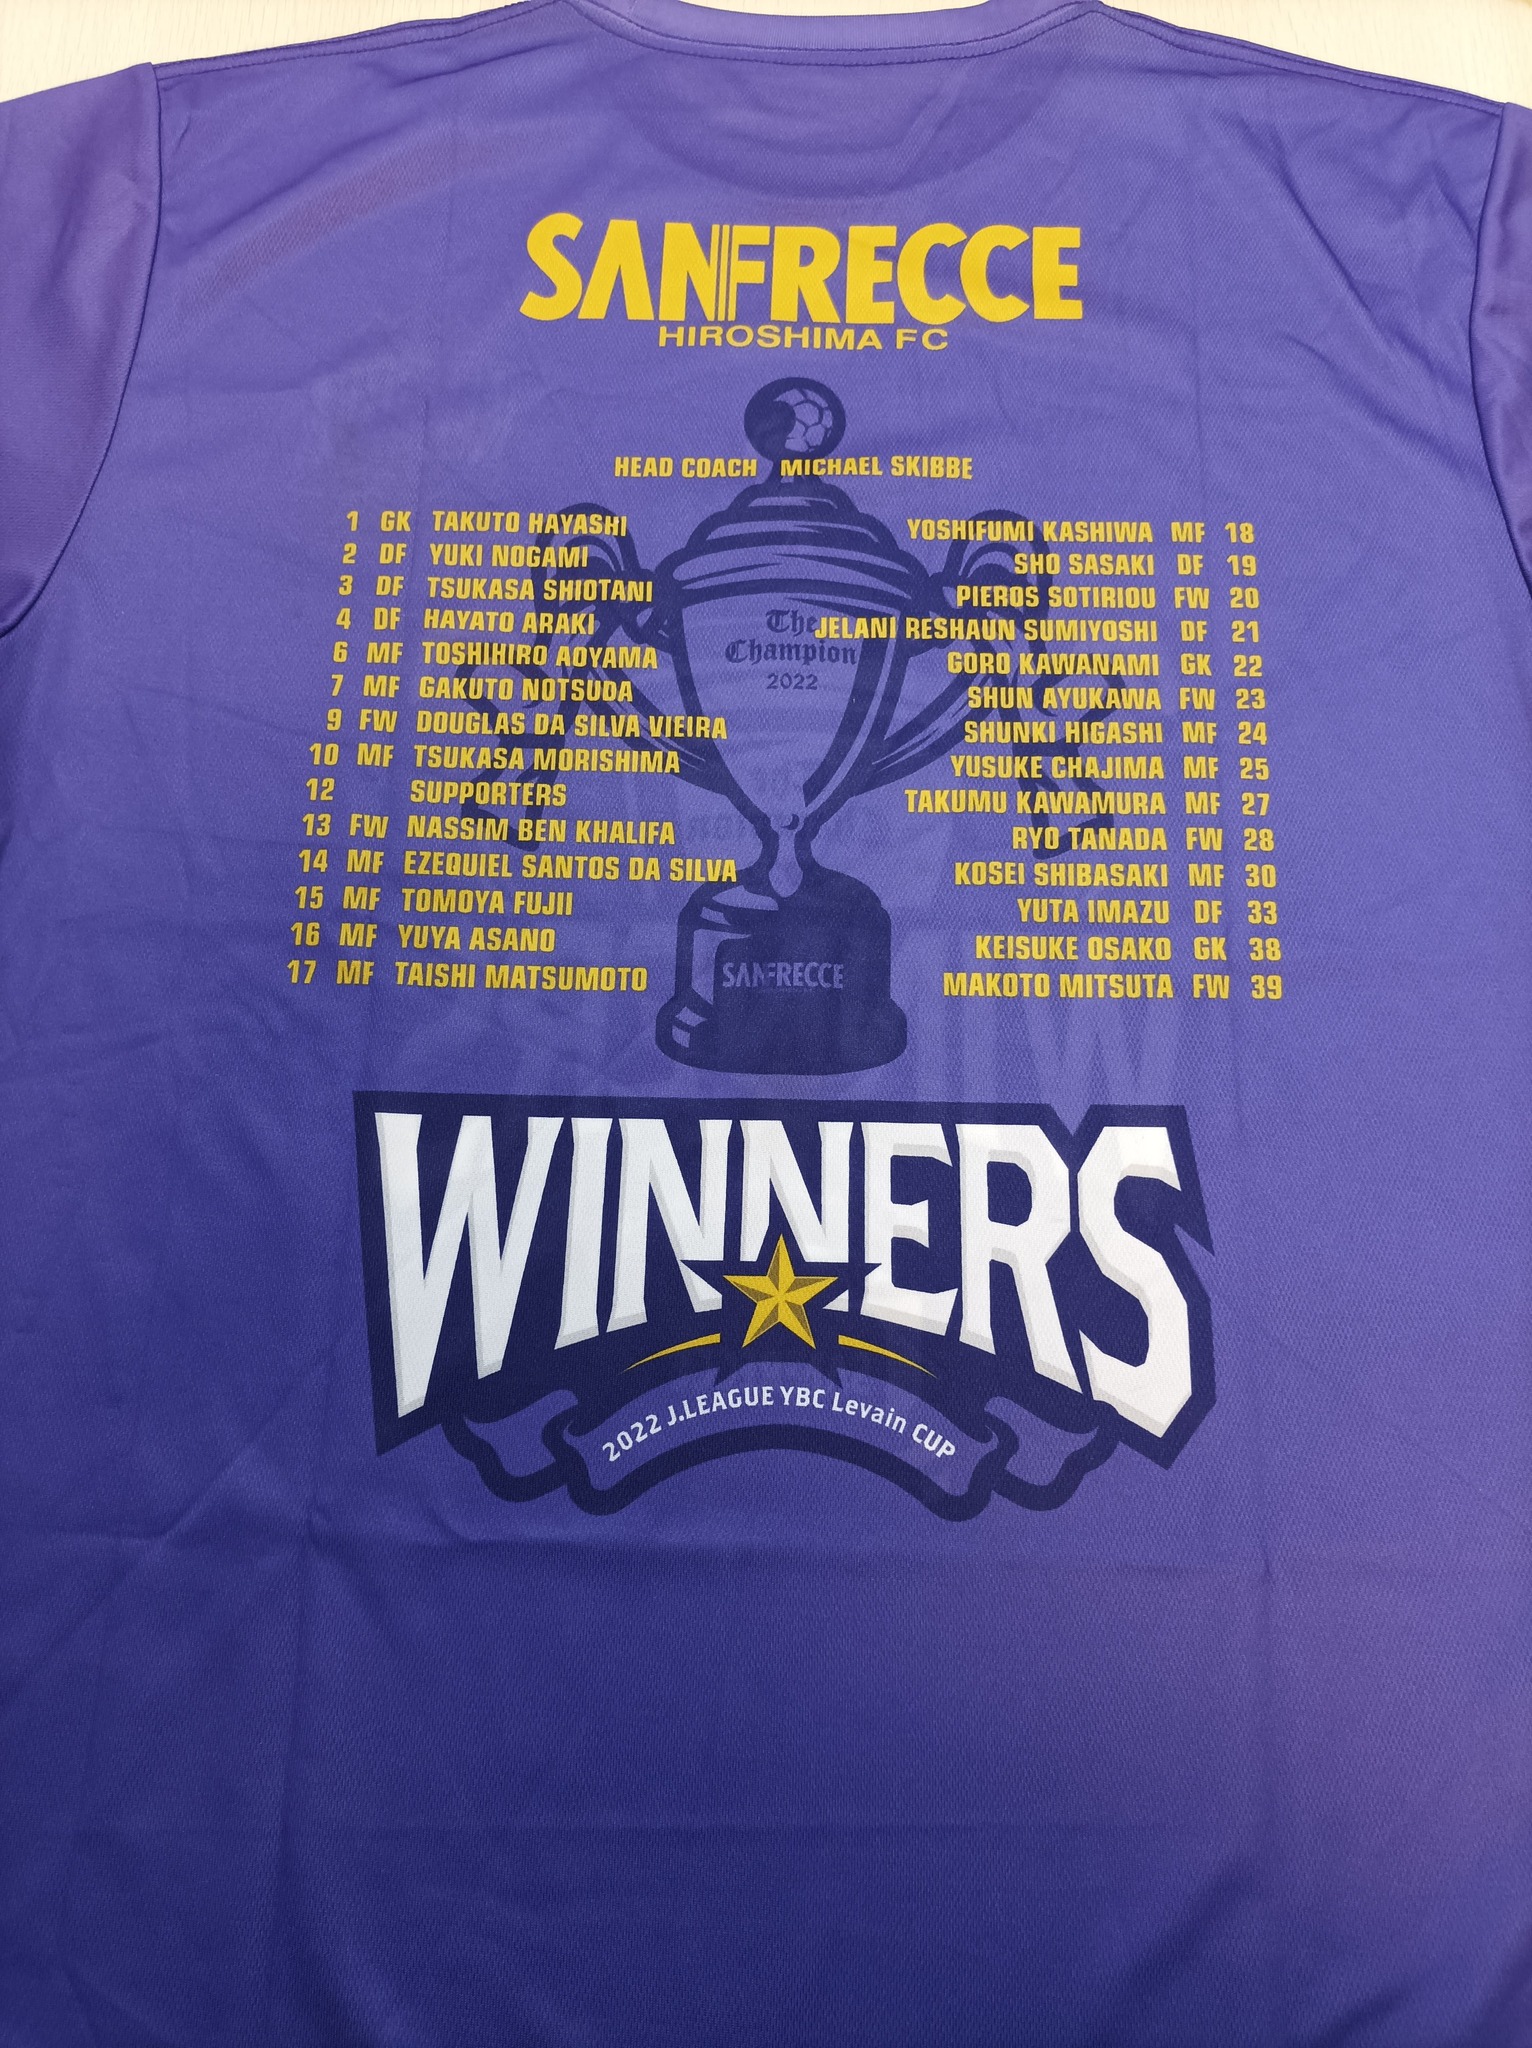 SANFRECCE
HIROSHIMA FC
HEAD COACH MICHAEL SKIBBE
1 GK TAKUTO HAYASHI
2 DF YUKI NOGAMI
3 DF TSUKASA SHIOTANI
4 DF HAYATO ARAKI
6 MF TOSHIHIRO AOYAMA
7 MF GAKUTO NOTSUDA
9 FW DOUGLAS DA SILVA VIEIRA
10 MF TSUKASA MORISHIMA
12 SUPPORTERS
13 FW NASSIM BEN KHALIFA
14 MF EZEQUIEL SANTOS DA SILVA
15 MF TOMOYA FUJII
16 MF YUYA ASANO
17 MF TAISHI MATSUMOTO
YOSHIFUMI KASHIWA MF 18
SHO SASAKI DF 19
PIEROS SOTIRIOU FW 20
JELANI RESHAUN SUMIYOSHI DF 21
GORO KAWANAMI GK 22
SHUN AYUKAWA FW 23
SHUNKI HIGASHI MF 24
YUSUKE CHAJIMA MF 25
TAKUMU KAWAMURA MF 27
RYO TANADA FW 28
KOSEI SHIBASAKI MF 30
YUTA IMAZU DF 33
KEISUKE OSAKO GK 38
MAKOTO MITSUTA FW 39
The
Champion
2022
SANFRECCE
WINNERS
2022 J.LEAGUE YBC Levain CUP